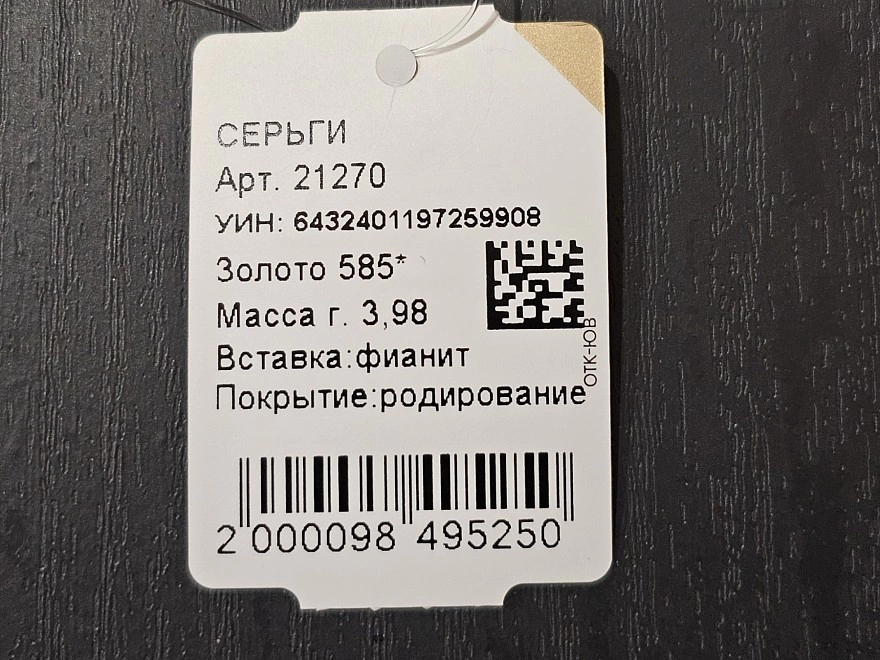 СЕРЬГИ
Арт. 21270
УИН: 6432401197259908
Золото 585*
Масса г. 3,98
Вставка:фианит
Покрытие:родирование
ОТК-ЮВ
2 000098 495250